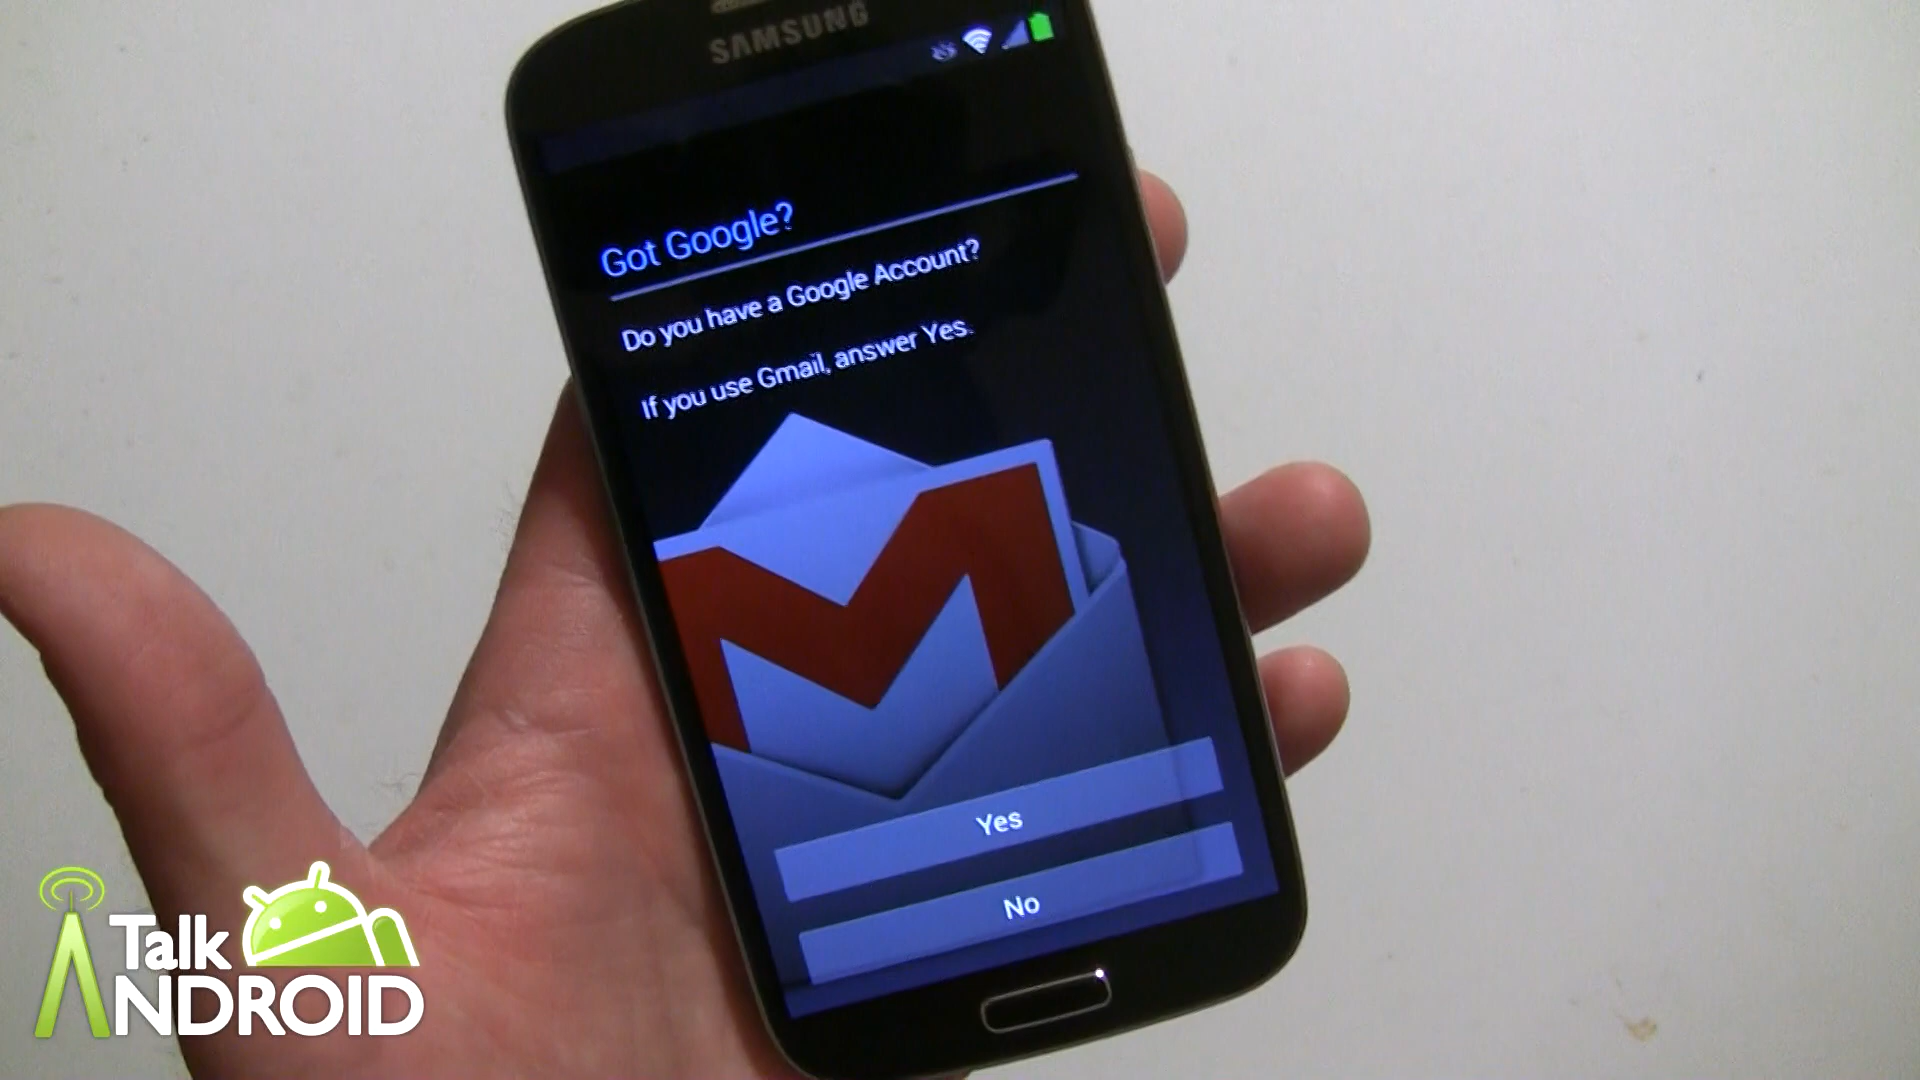 SAMSUNG
Got Google?
Do you have a Google Account?
If you use Gmail, answer Yes.
Yes
No
Talk
ANDROID